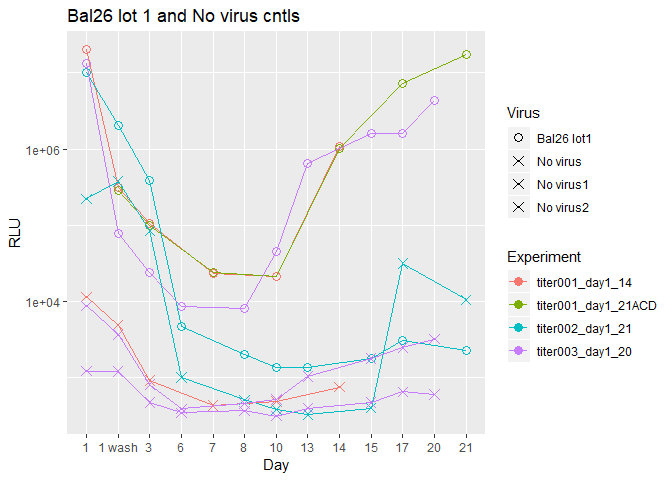 Bal26 lot 1 and No virus cntls
RLU
1e+06
1e+04
1
1 wash
3
6
7
8
10
13
14
15
17
20
21
Day
Virus
Bal26 lot1
No virus
No virus1
No virus2
Experiment
titer001_day1_14
titer001_day1_21ACD
titer002_day1_21
titer003_day1_20